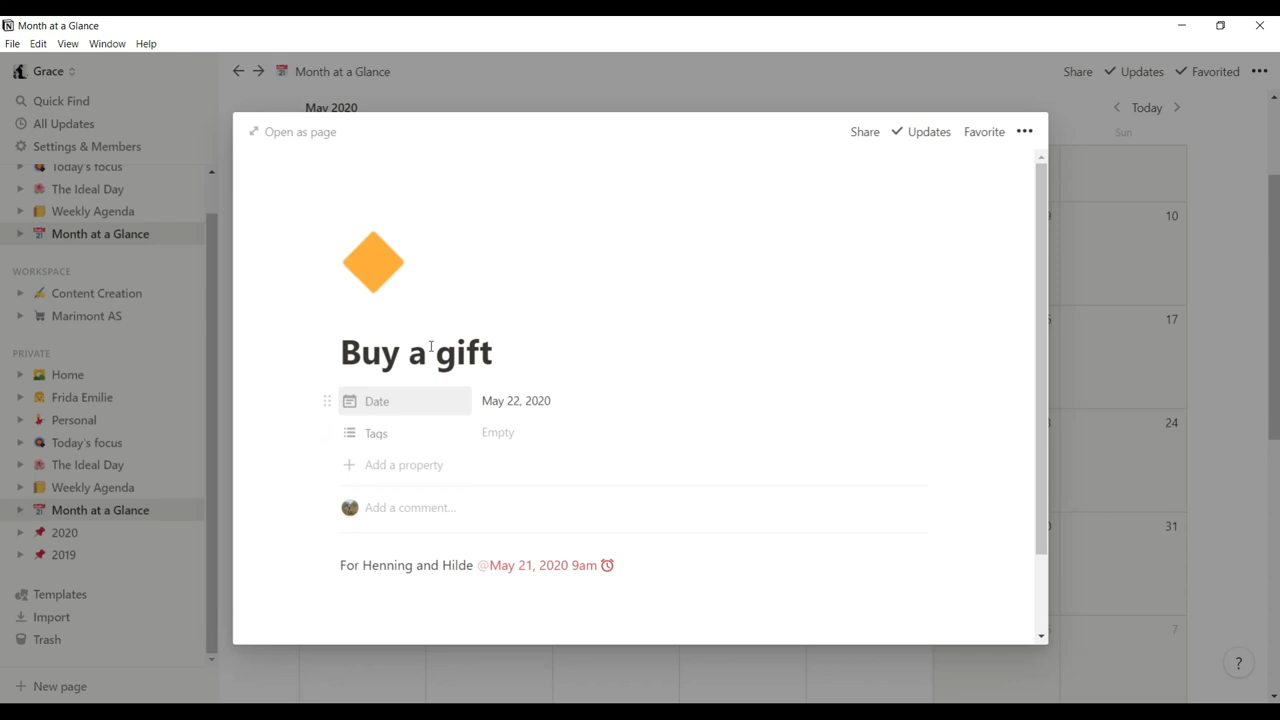 Month at a Glance
File Edit View Window Help
Grace
Month at a Glance
Share Updates Favorited
Quick Find
All Updates
Settings & Members
Today's focus
The Ideal Day
Weekly Agenda
Month at a Glance
WORKSPACE
Content Creation
Marimont AS
PRIVATE
Home
Frida Emilie
Personal
Today's focus
The Ideal Day
Weekly Agenda
Month at a Glance
2020
2019
Templates
Import
Trash
+ New page
May 2020
Today
Sun
Open as page
Share Updates Favorite
Buy a gift
Date May 22, 2020
Tags Empty
+ Add a property
Add a comment...
For Henning and Hilde @May 21, 2020 9am
10
17
24
31
7
?